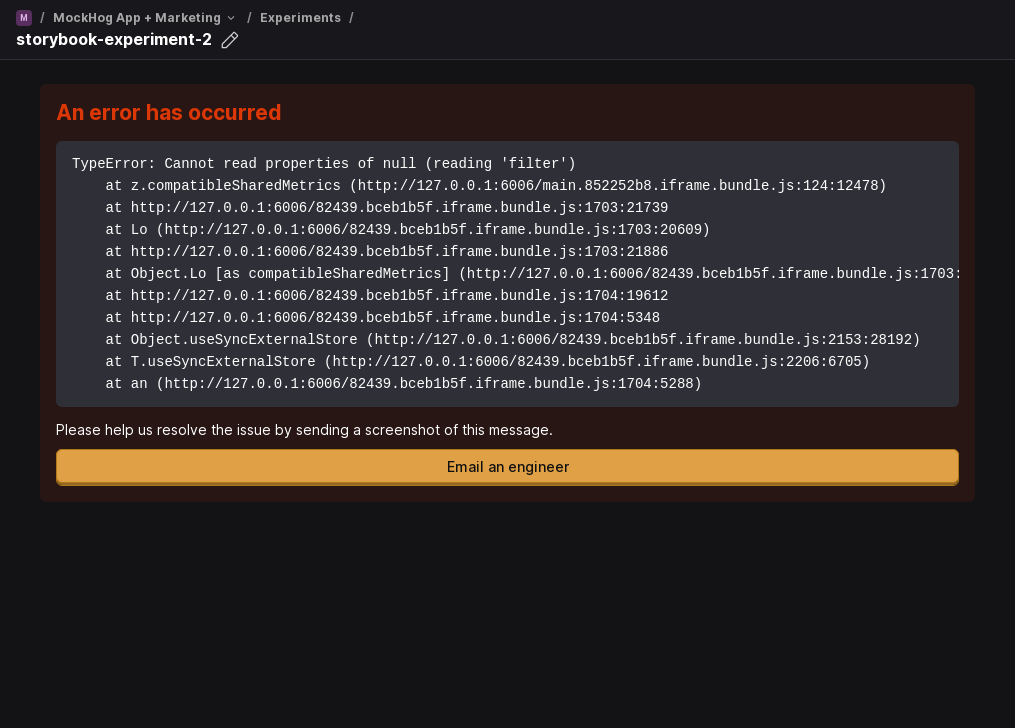 M / MockHog App + Marketing / Experiments /
storybook-experiment-2
An error has occurred
TypeError: Cannot read properties of null (reading 'filter')
at z.compatibleSharedMetrics (http://127.0.0.1:6006/main.852252b8.iframe.bundle.js:124:12478)
at http://127.0.0.1:6006/82439.bceb1b5f.iframe.bundle.js:1703:21739
at Lo (http://127.0.0.1:6006/82439.bceb1b5f.iframe.bundle.js:1703:20609)
at http://127.0.0.1:6006/82439.bceb1b5f.iframe.bundle.js:1703:21886
at Object.Lo [as compatibleSharedMetrics] (http://127.0.0.1:6006/82439.bceb1b5f.iframe.bundle.js:1703:
at http://127.0.0.1:6006/82439.bceb1b5f.iframe.bundle.js:1704:19612
at http://127.0.0.1:6006/82439.bceb1b5f.iframe.bundle.js:1704:5348
at Object.useSyncExternalStore (http://127.0.0.1:6006/82439.bceb1b5f.iframe.bundle.js:2153:28192)
at T.useSyncExternalStore (http://127.0.0.1:6006/82439.bceb1b5f.iframe.bundle.js:2206:6705)
at an (http://127.0.0.1:6006/82439.bceb1b5f.iframe.bundle.js:1704:5288)
Please help us resolve the issue by sending a screenshot of this message.
Email an engineer